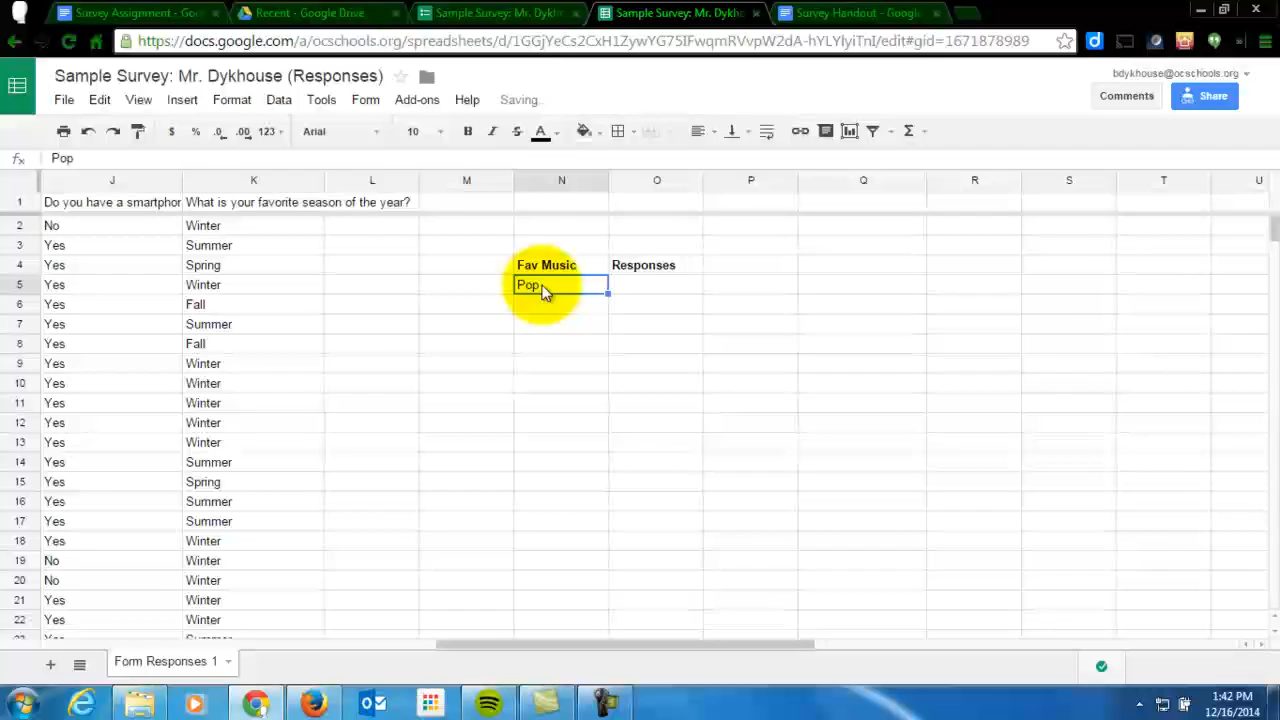 Survey Assignment - Go
Recent - Google Drive
Sample Survey: Mr. Dykh
Sample Survey: Mr. Dykhe
Survey Handout - Google
https://docs.google.com/a/ocschools.org/spreadsheets/d/1GGjYeCs2CxH1ZywYG75IFwqmRVvpW2dA-hYLYlyiTnI/edit#gid=1671878989
Sample Survey: Mr. Dykhouse (Responses)
bdykhouse@ocschools.org
File Edit View Insert Format Data Tools Form Add-ons Help Saving...
Comments Share
$ % .0 .00 123 Arial 10 B I S A Σ
fx Pop
J K L M N O P Q R S T U
1 Do you have a smartphor What is your favorite season of the year?
2 No Winter
3 Yes Summer
4 Yes Spring Fav Music Responses
5 Yes Winter Pop
6 Yes Fall
7 Yes Summer
8 Yes Fall
9 Yes Winter
10 Yes Winter
11 Yes Winter
12 Yes Winter
13 Yes Winter
14 Yes Summer
15 Yes Spring
16 Yes Summer
17 Yes Summer
18 Yes Winter
19 No Winter
20 No Winter
21 Yes Winter
22 Yes Winter
Form Responses 1
1:42 PM
12/16/2014